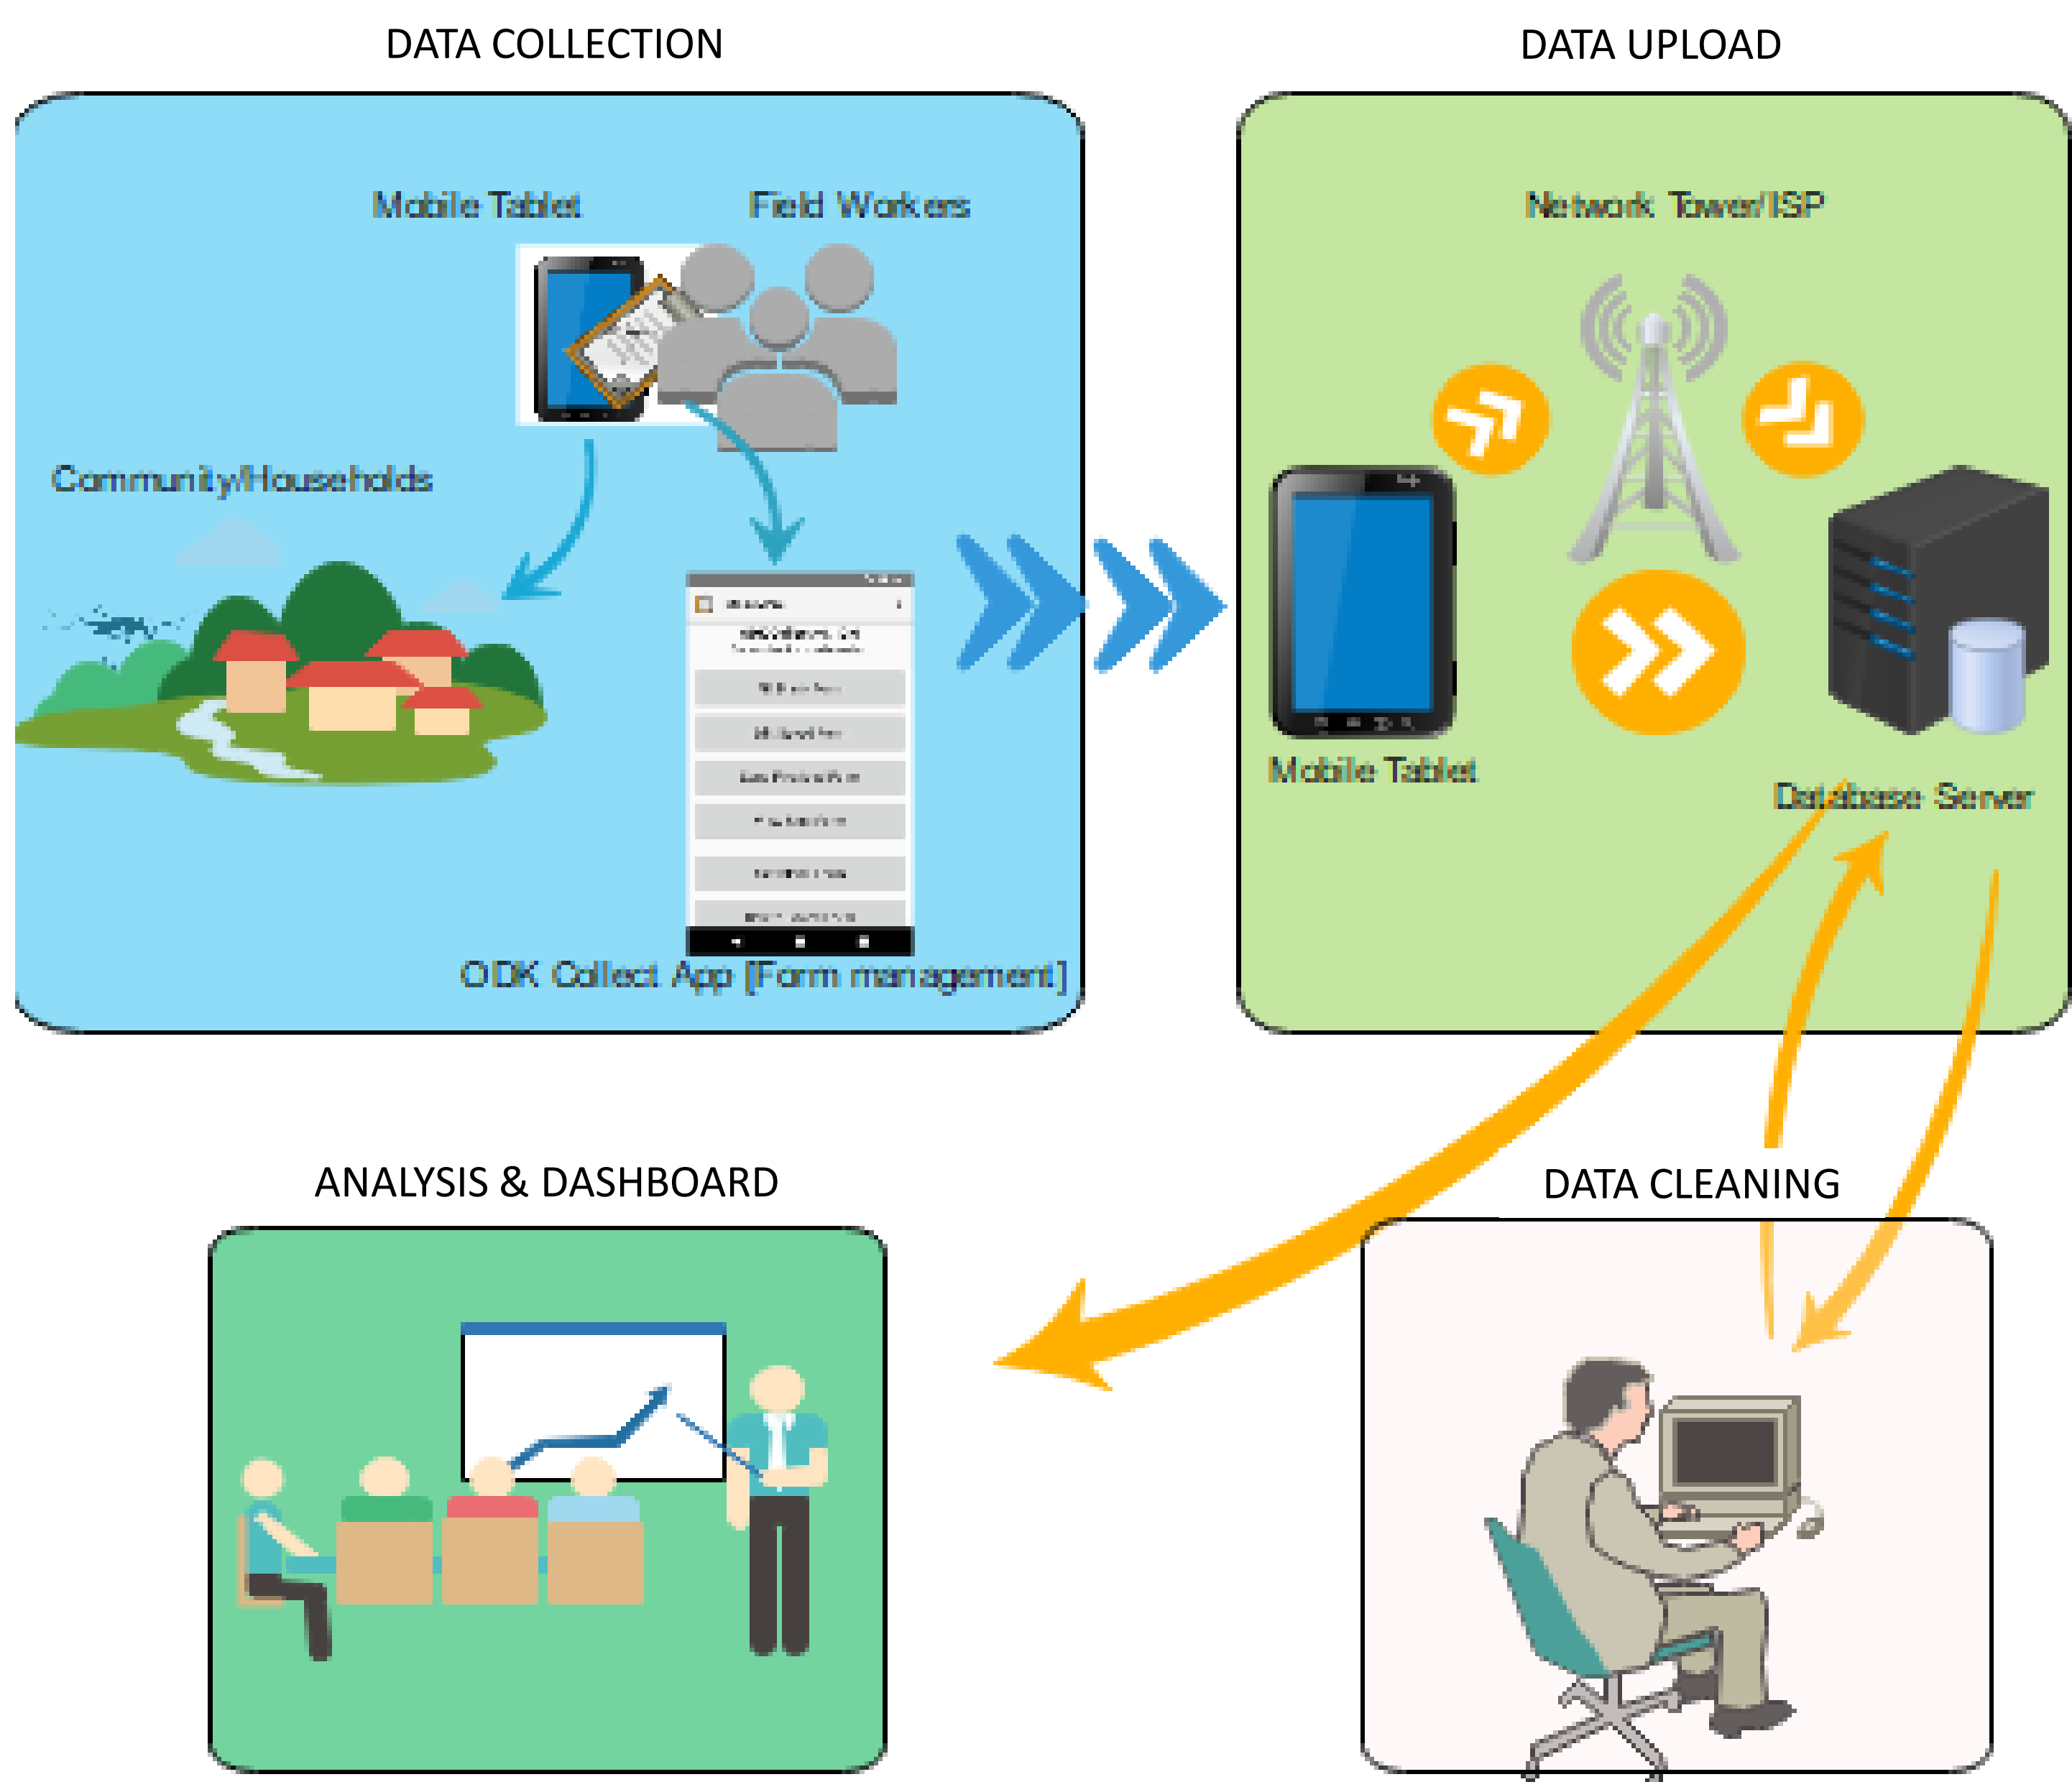 DATA COLLECTION
DATA UPLOAD
Mobile Tablet
Field Workers
Network Tower/ISP
Community/Households
Mobile Tablet
Database Server
ODK Collect App [Form management]
ANALYSIS & DASHBOARD
DATA CLEANING